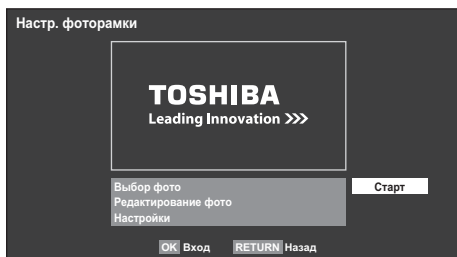 Настр. фоторамки
TOSHIBA
Leading Innovation >>>
Выбор фото
Старт
Редактирование фото
Настройки
OK Вход RETURN Назад